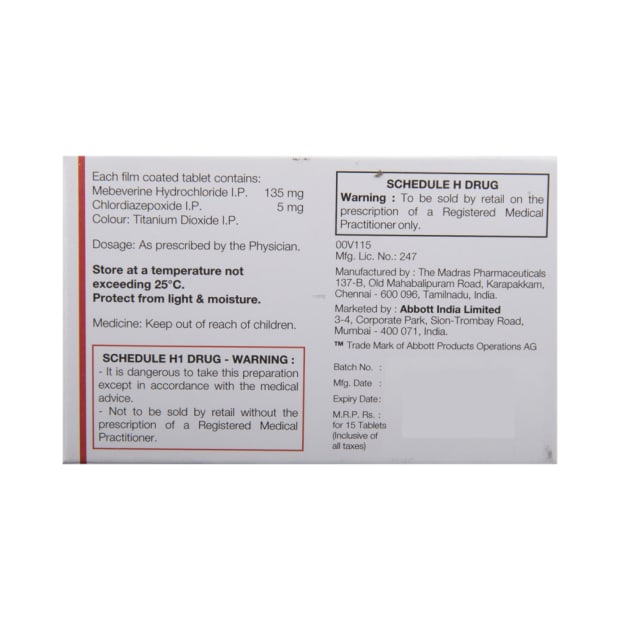 Each film coated tablet contains:
Mebeverine Hydrochloride I.P. 135 mg
Chlordiazepoxide I.P. 5 mg
Colour: Titanium Dioxide I.P.
Dosage: As prescribed by the Physician.
Store at a temperature not
exceeding 25°C.
Protect from light & moisture.
Medicine: Keep out of reach of children.
SCHEDULE H1 DRUG - WARNING :
- It is dangerous to take this preparation
except in accordance with the medical
advice.
- Not to be sold by retail without the
prescription of a Registered Medical
Practitioner.
SCHEDULE H DRUG
Warning : To be sold by retail on the
prescription of a Registered Medical
Practitioner only.
00V115
Mfg. Lic. No.: 247
Manufactured by : The Madras Pharmaceuticals
137-B, Old Mahabalipuram Road, Karapakkam,
Chennai - 600 096, Tamilnadu, India.
Marketed by : Abbott India Limited
3-4, Corporate Park, Sion-Trombay Road,
Mumbai - 400 071, India.
™ Trade Mark of Abbott Products Operations AG
Batch No. :
Mfg. Date :
Expiry Date:
M.R.P. Rs. :
for 15 Tablets
(Inclusive of
all taxes)